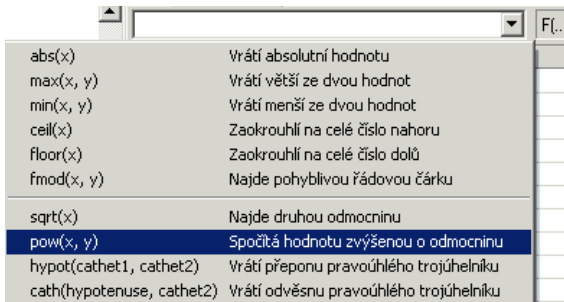 F(..
abs(x) Vrátí absolutní hodnotu
max(x, y) Vrátí větší ze dvou hodnot
min(x, y) Vrátí menší ze dvou hodnot
ceil(x) Zaokrouhlí na celé číslo nahoru
floor(x) Zaokrouhlí na celé číslo dolů
fmod(x, y) Najde pohyblivou řádovou čárku
sqrt(x) Najde druhou odmocninu
pow(x, y) Spočítá hodnotu zvýšenou o odmocninu
hypot(cathet1, cathet2) Vrátí přeponu pravoúhlého trojúhelníku
cath(hypotenuse, cathet2) Vrátí odvěsnu pravoúhlého trojúhelníku